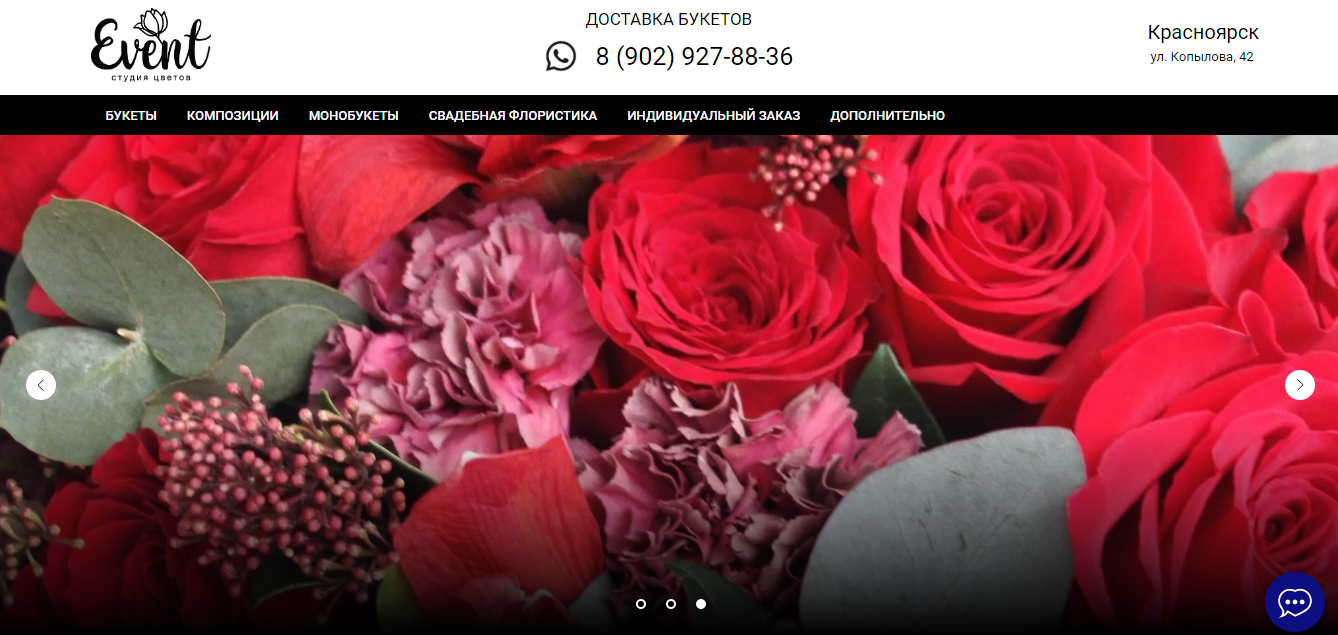 Event
студия цветов
ДОСТАВКА БУКЕТОВ
8 (902) 927-88-36
Красноярск
ул. Копылова, 42
БУКЕТЫ КОМПОЗИЦИИ МОНОБУКЕТЫ СВАДЕБНАЯ ФЛОРИСТИКА ИНДИВИДУАЛЬНЫЙ ЗАКАЗ ДОПОЛНИТЕЛЬНО